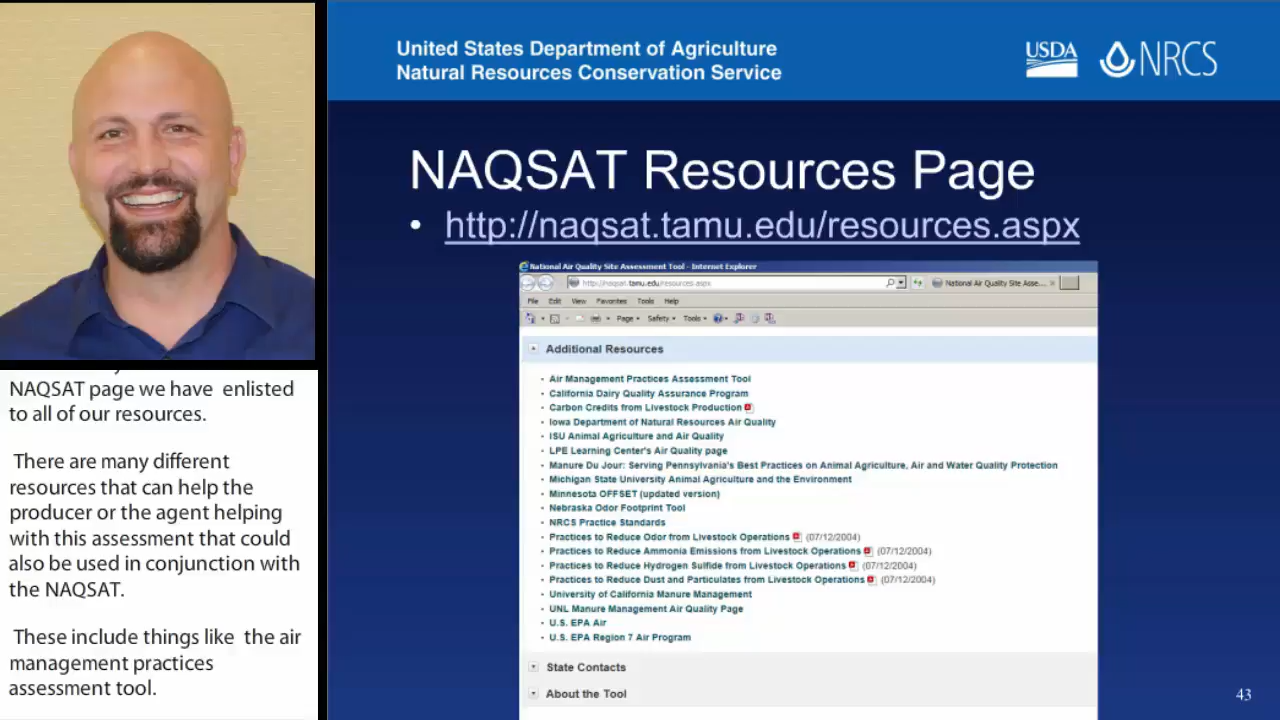 United States Department of Agriculture
Natural Resources Conservation Service
USDA
NRCS
NAQSAT Resources Page
• http://naqsat.tamu.edu/resources.aspx
National Air Quality Site Assessment Tool - Internet Explorer
http://naqsat.tamu.edu/resources.aspx
National Air Quality Site Asse...
File Edit View Favorites Tools Help
Page Safety Tools
Additional Resources
Air Management Practices Assessment Tool
California Dairy Quality Assurance Program
Carbon Credits from Livestock Production
Iowa Department of Natural Resources Air Quality
ISU Animal Agriculture and Air Quality
LPE Learning Center's Air Quality page
Manure Du Jour: Serving Pennsylvania's Best Practices on Animal Agriculture, Air and Water Quality Protection
Michigan State University Animal Agriculture and the Environment
Minnesota OFFSET (updated version)
Nebraska Odor Footprint Tool
NRCS Practice Standards
Practices to Reduce Odor from Livestock Operations (07/12/2004)
Practices to Reduce Ammonia Emissions from Livestock Operations (07/12/2004)
Practices to Reduce Hydrogen Sulfide from Livestock Operations (07/12/2004)
Practices to Reduce Dust and Particulates from Livestock Operations (07/12/2004)
University of California Manure Management
UNL Manure Management Air Quality Page
U.S. EPA Air
U.S. EPA Region 7 Air Program
State Contacts
About the Tool
43
NAQSAT page we have enlisted
to all of our resources.
There are many different
resources that can help the
producer or the agent helping
with this assessment that could
also be used in conjunction with
the NAQSAT.
These include things like the air
management practices
assessment tool.